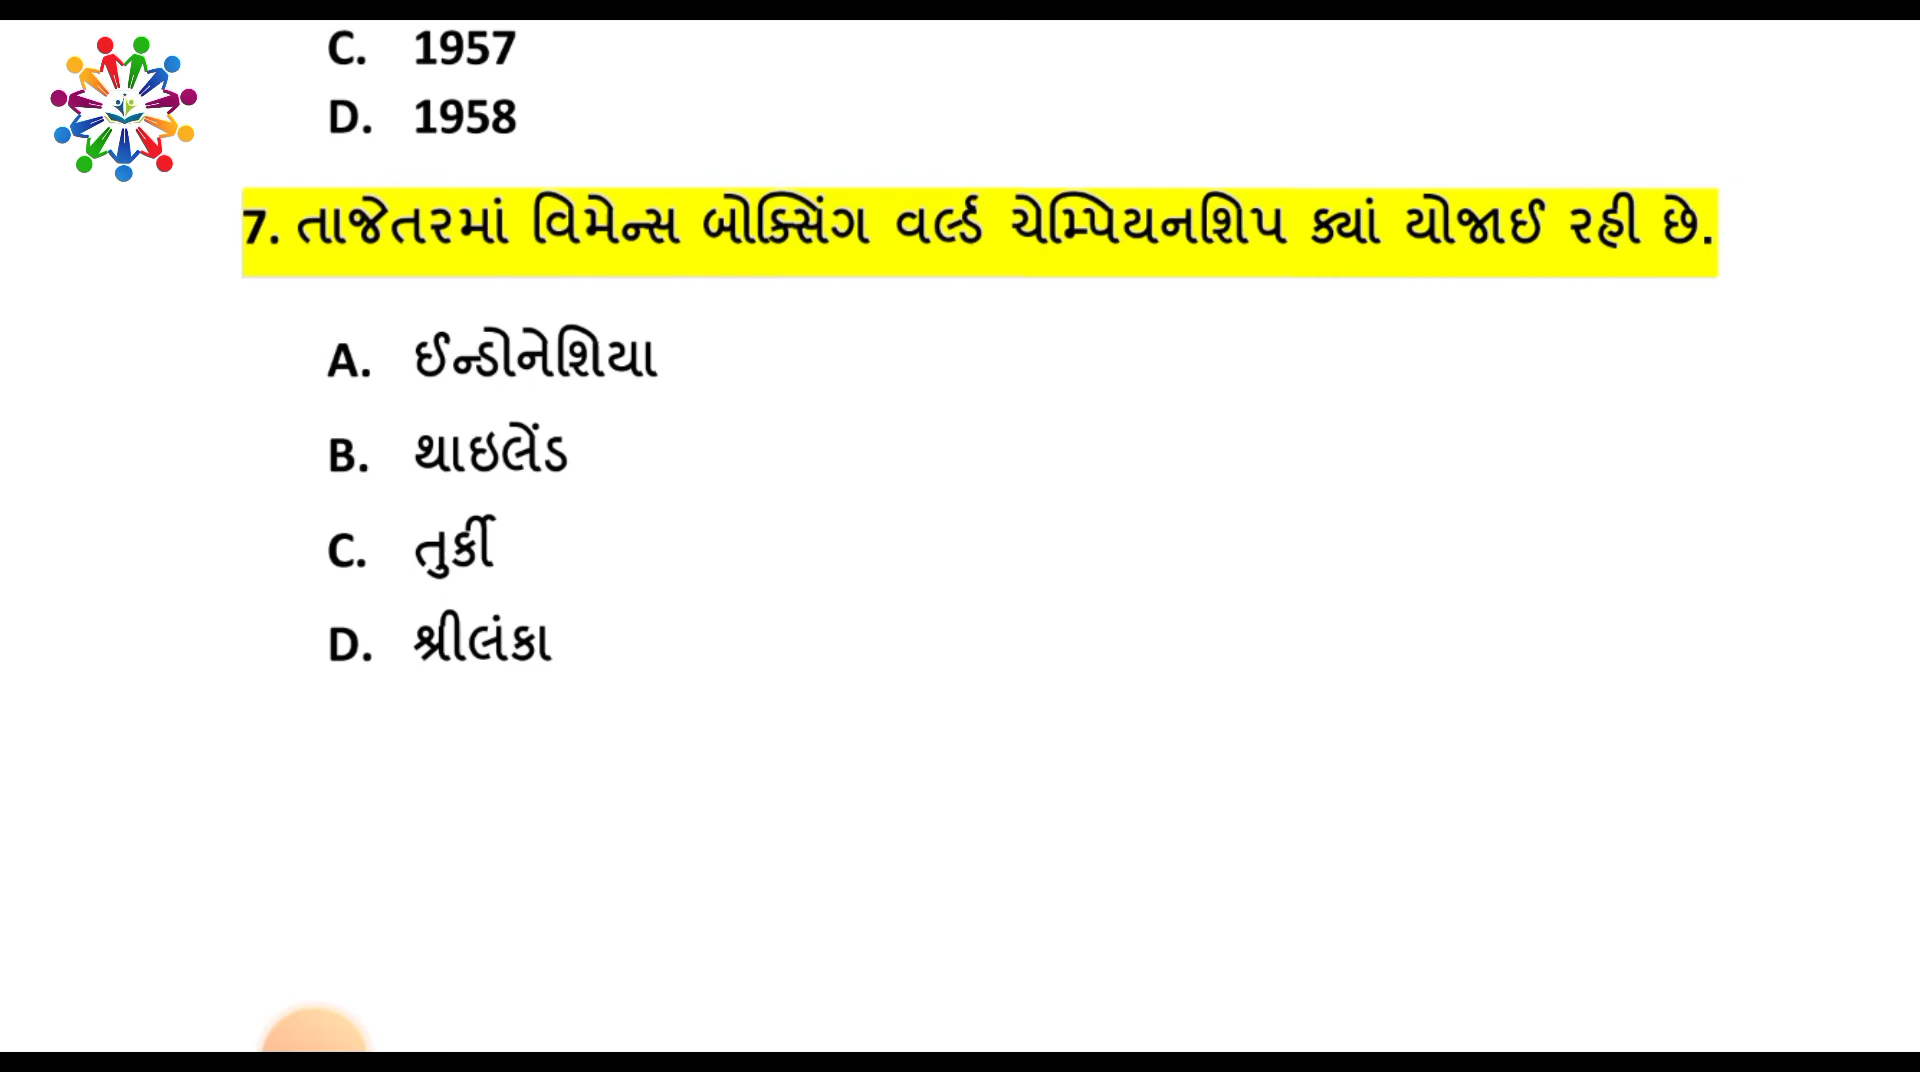 C. 1957
D. 1958
7. તાજેતરમાં વિમેન્સ બોક્સિંગ વર્લ્ડ ચેમ્પિયનશિપ ક્યાં યોજાઈ રહી છે.
A. ઈન્ડોનેશિયા
B. થાઇલેંડ
C. તુર્કી
D. શ્રીલંકા